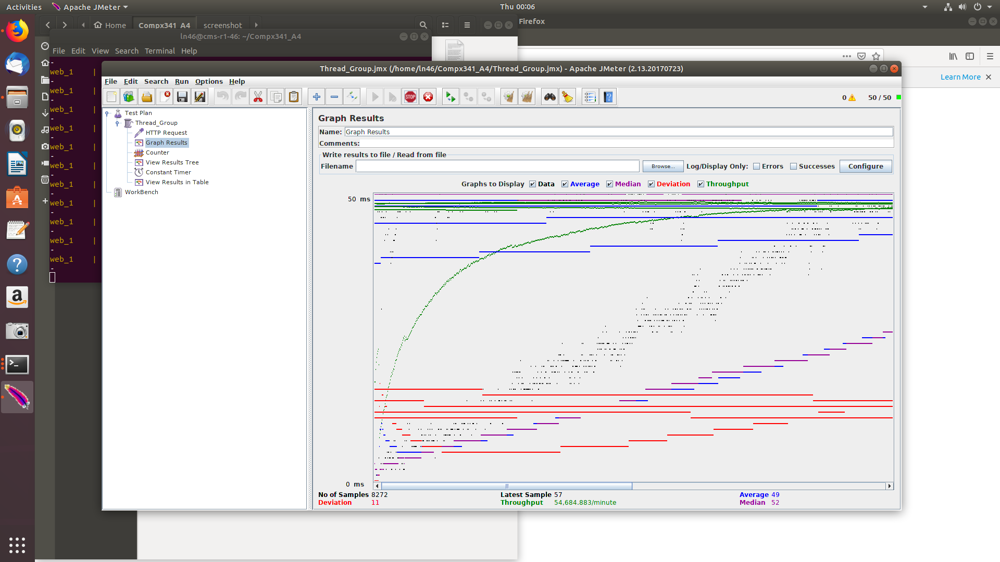 Activities
Apache JMeter
Thu 00:06
Home
Compx341_A4
screenshot
Firefox
ln46@cms-r1-46: ~/Compx341_A4
File Edit View Search Terminal Help
-
web_1 |
-
web_1 |
-
web_1 |
-
web_1 |
-
web_1 |
-
web_1 |
-
web_1 |
-
web_1 |
-
web_1 |
-
web_1 |
-
web_1 |
-
Learn More
Thread_Group.jmx (/home/ln46/Compx341_A4/Thread_Group.jmx) - Apache JMeter (2.13.20170723)
File Edit Search Run Options Help
STOP
0
50 / 50
Test Plan
Thread_Group
HTTP Request
Graph Results
Counter
View Results Tree
Constant Timer
View Results in Table
WorkBench
Graph Results
Name: Graph Results
Comments:
Write results to file / Read from file
Filename
Browse...
Log/Display Only: Errors Successes
Configure
Graphs to Display Data Average Median Deviation Throughput
50 ms
0 ms
No of Samples 8272
Latest Sample 57
Average 49
Deviation 11
Throughput 54,684.883/minute
Median 52